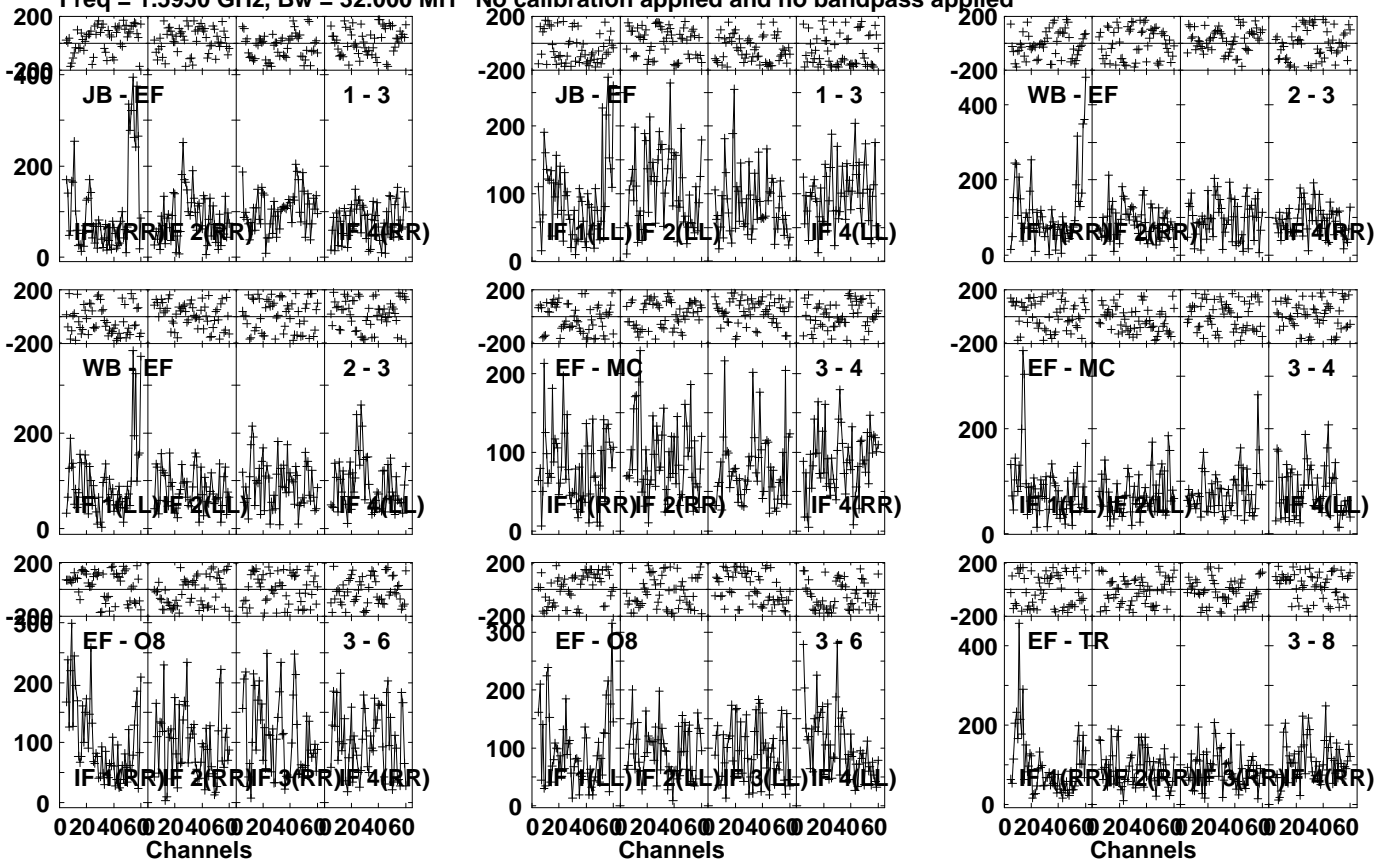 Freq = 1.5950 GHz, Bw = 32.000 MH No calibration applied and no bandpass applied
200
-200
400
200
0
JB - EF
1 - 3
IF 1(RR)
IF 2(RR)
IF 4(RR)
200
-200
200
100
0
JB - EF
1 - 3
IF 1(LL)
IF 2(LL)
IF 4(LL)
200
-200
400
200
0
WB - EF
2 - 3
IF 1(RR)
IF 2(RR)
IF 4(RR)
200
-200
200
0
WB - EF
2 - 3
IF 1(LL)
IF 2(LL)
IF 4(LL)
200
-200
200
100
0
EF - MC
3 - 4
IF 1(RR)
IF 2(RR)
IF 4(RR)
200
-200
200
0
EF - MC
3 - 4
IF 1(LL)
IF 2(LL)
IF 4(LL)
200
-200
300
200
100
0
EF - O8
3 - 6
IF 1(RR)
IF 2(RR)
IF 3(RR)
IF 4(RR)
0 20 40 60 0 20 40 60 0 20 40 60 0 20 40 60
Channels
200
-200
300
200
100
0
EF - O8
3 - 6
IF 1(LL)
IF 2(LL)
IF 3(LL)
IF 4(LL)
0 20 40 60 0 20 40 60 0 20 40 60 0 20 40 60
Channels
200
-200
400
200
0
EF - TR
3 - 8
IF 1(RR)
IF 2(RR)
IF 3(RR)
IF 4(RR)
0 20 40 60 0 20 40 60 0 20 40 60 0 20 40 60
Channels